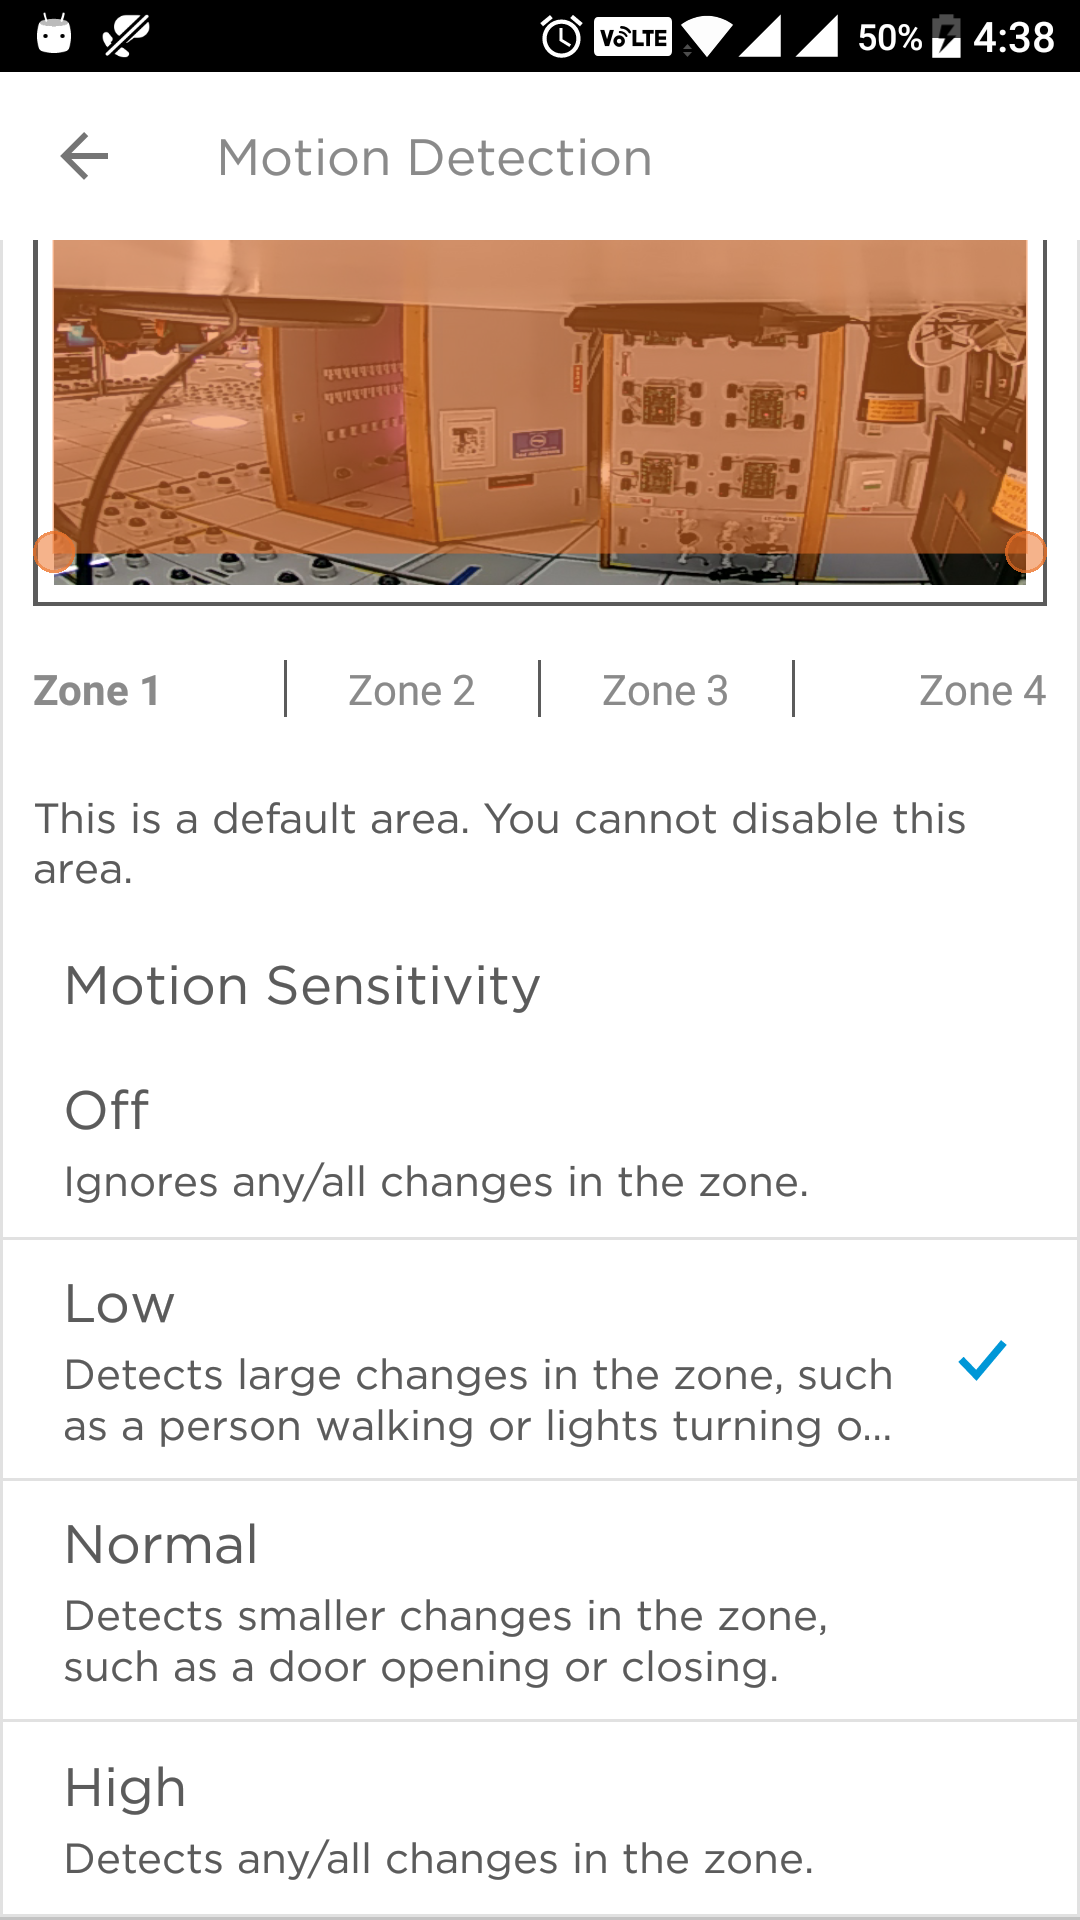 VoLTE 50% 4:38
Motion Detection
Zone 1 Zone 2 Zone 3 Zone 4
This is a default area. You cannot disable this
area.
Motion Sensitivity
Off
Ignores any/all changes in the zone.
Low
Detects large changes in the zone, such
as a person walking or lights turning o...
Normal
Detects smaller changes in the zone,
such as a door opening or closing.
High
Detects any/all changes in the zone.